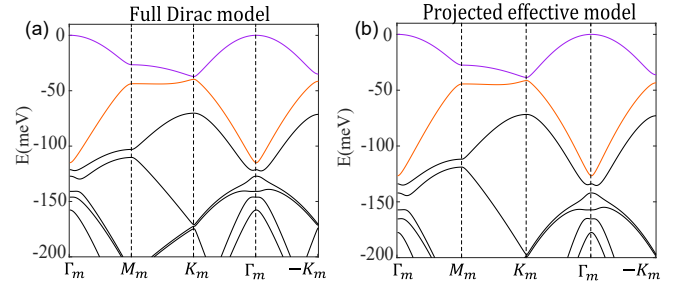 (a) Full Dirac model
E(meV)
0
-50
-100
-150
-200
Γm Mm Km Γm −Km
(b) Projected effective model
E(meV)
0
-50
-100
-150
-200
Γm Mm Km Γm −Km